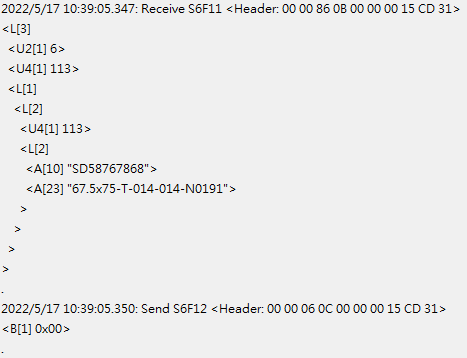 2022/5/17 10:39:05.347: Receive S6F11 <Header: 00 00 86 0B 00 00 00 15 CD 31>
<L[3]
<U2[1] 6>
<U4[1] 113>
<L[1]
<L[2]
<U4[1] 113>
<L[2]
<A[10] "SD58767868">
<A[23] "67.5x75-T-014-014-N0191">
>
>
>
>
.
2022/5/17 10:39:05.350: Send S6F12 <Header: 00 00 06 0C 00 00 00 15 CD 31>
<B[1] 0x00>
.